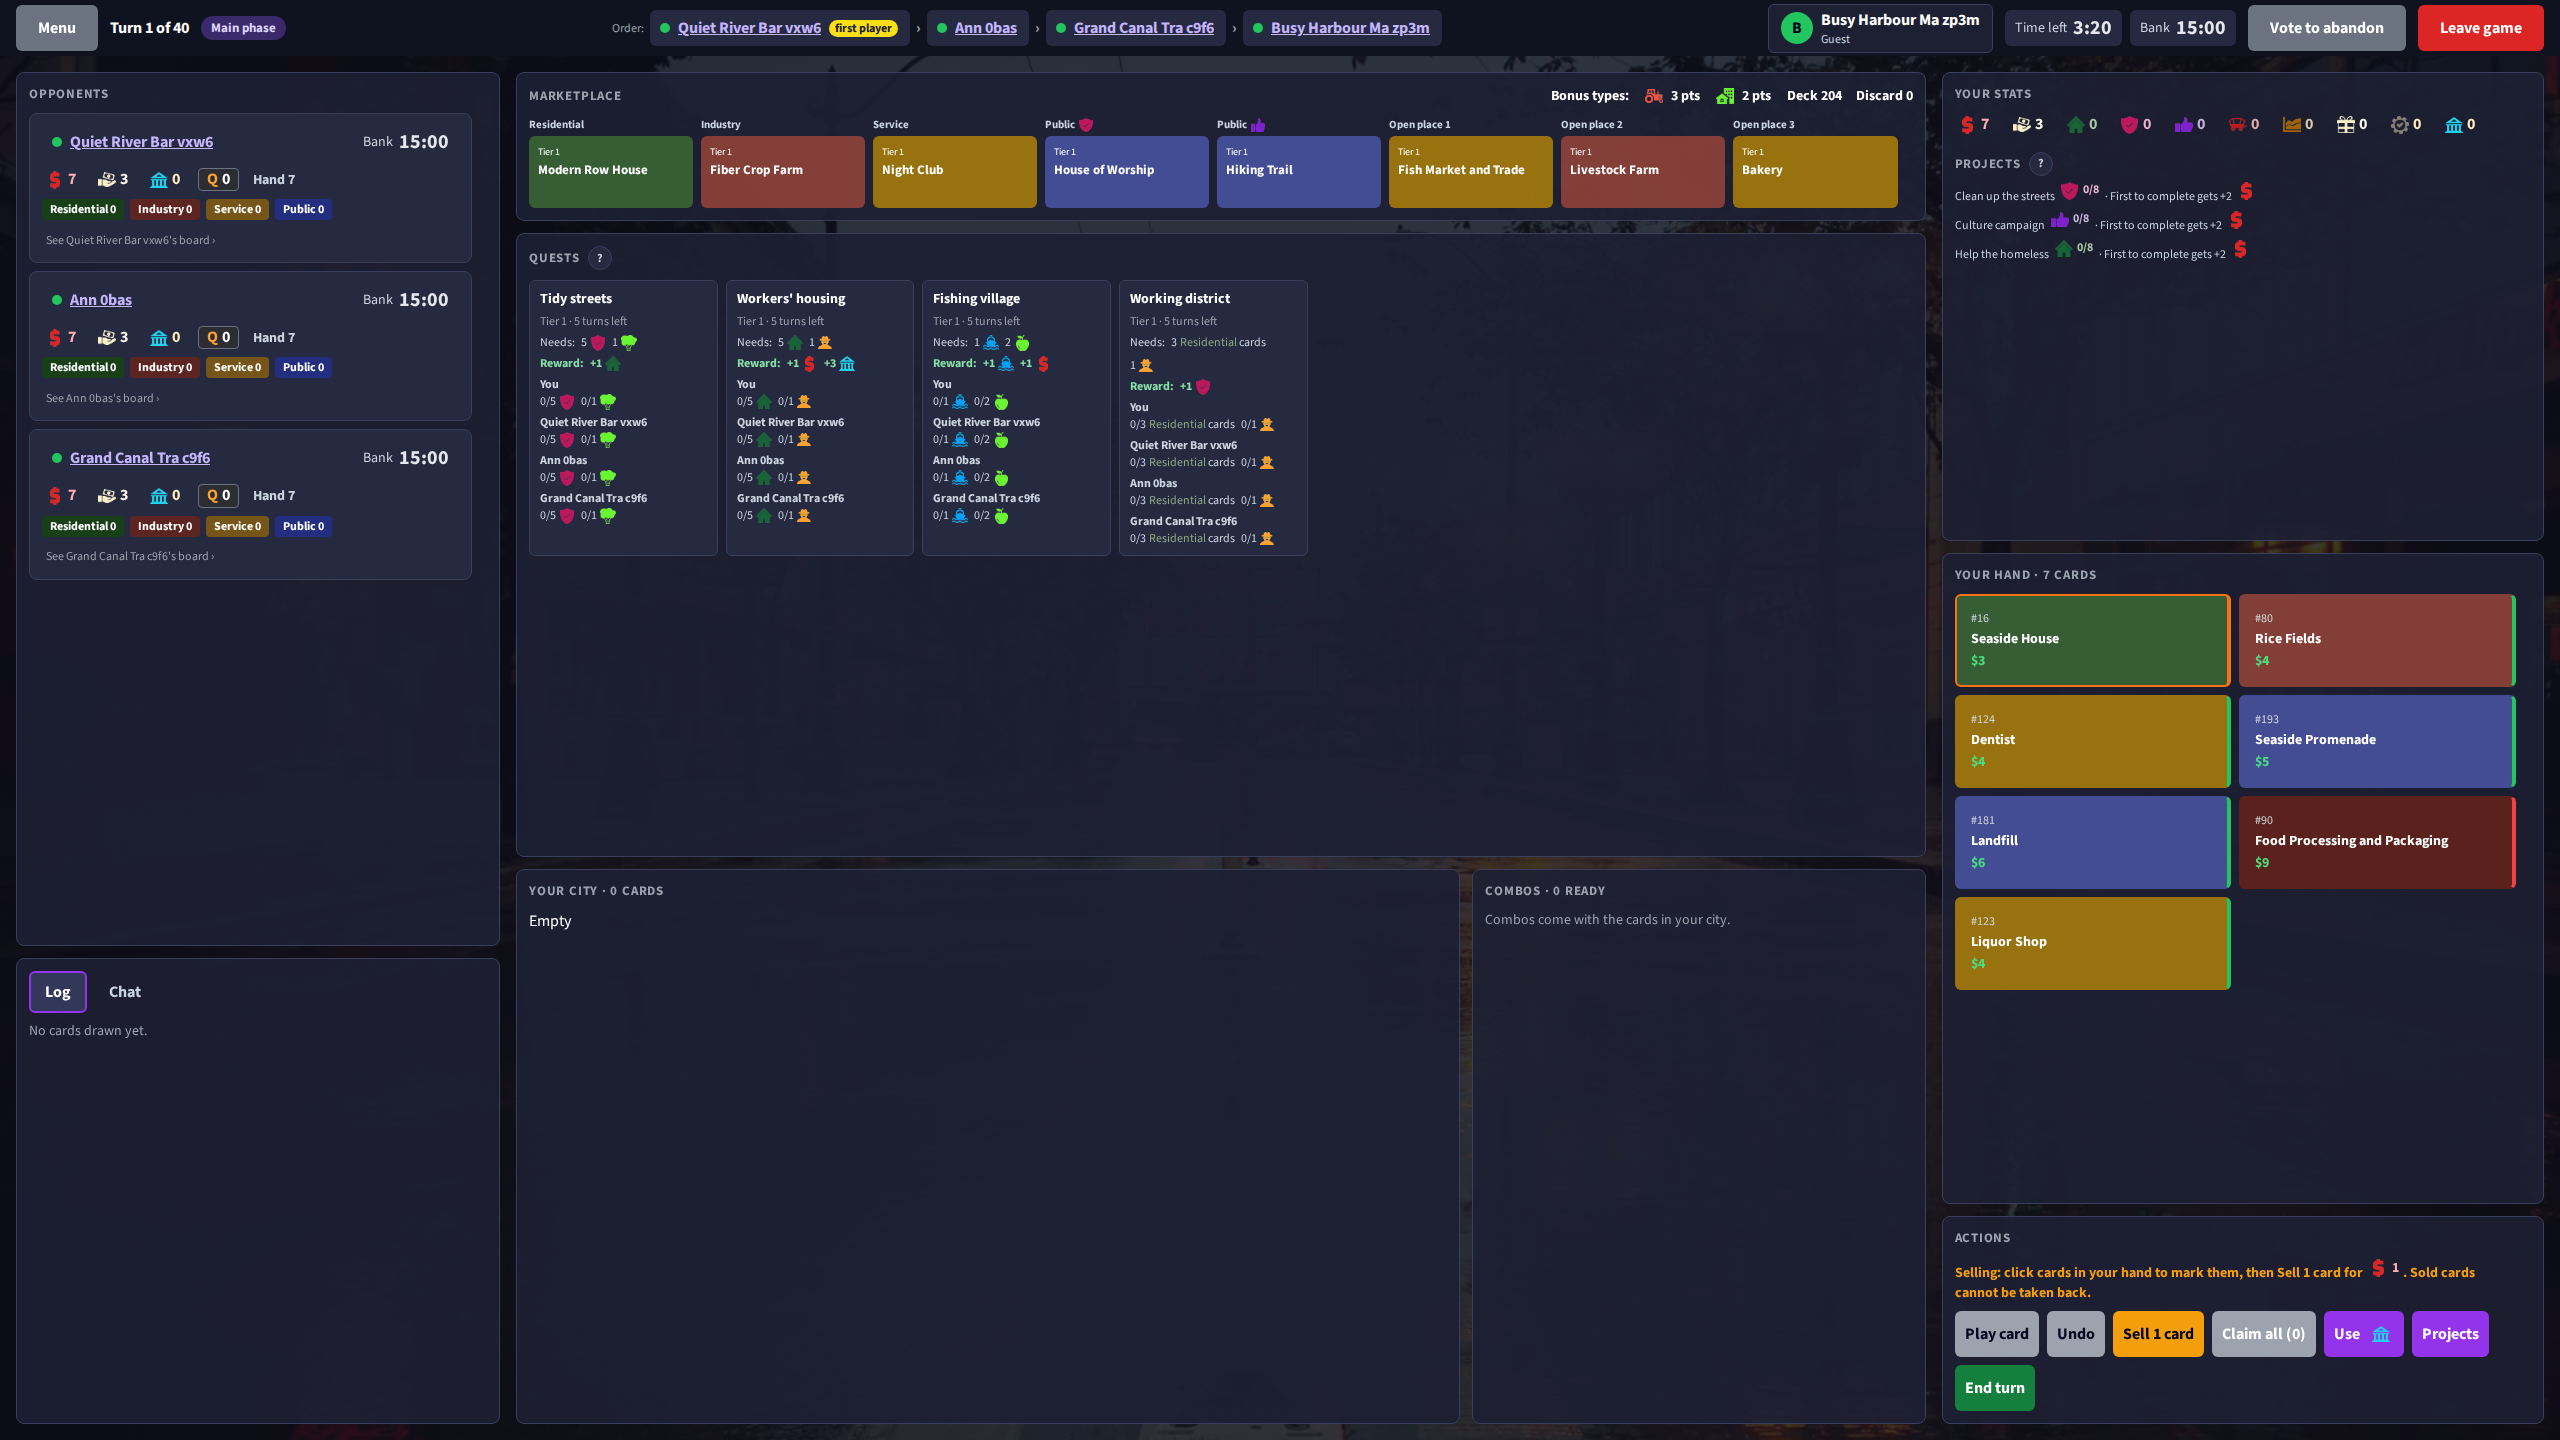 Menu
Turn 1 of 40
Main phase
Order:
Quiet River Bar vxw6
first player
›
Ann 0bas
›
Grand Canal Tra c9f6
›
Busy Harbour Ma zp3m
B
Busy Harbour Ma zp3m
Guest
Time left 3:20
Bank 15:00
Vote to abandon
Leave game
OPPONENTS
Quiet River Bar vxw6
Bank 15:00
7 3 0 Q 0 Hand 7
Residential 0 Industry 0 Service 0 Public 0
See Quiet River Bar vxw6's board ›
Ann 0bas
Bank 15:00
7 3 0 Q 0 Hand 7
Residential 0 Industry 0 Service 0 Public 0
See Ann 0bas's board ›
Grand Canal Tra c9f6
Bank 15:00
7 3 0 Q 0 Hand 7
Residential 0 Industry 0 Service 0 Public 0
See Grand Canal Tra c9f6's board ›
Log
Chat
No cards drawn yet.
MARKETPLACE
Bonus types: 3 pts 2 pts Deck 204 Discard 0
Residential
Tier 1
Modern Row House
Industry
Tier 1
Fiber Crop Farm
Service
Tier 1
Night Club
Public
Tier 1
House of Worship
Public
Tier 1
Hiking Trail
Open place 1
Tier 1
Fish Market and Trade
Open place 2
Tier 1
Livestock Farm
Open place 3
Tier 1
Bakery
QUESTS ?
Tidy streets
Tier 1 · 5 turns left
Needs: 5 1
Reward: +1
You
0/5 0/1
Quiet River Bar vxw6
0/5 0/1
Ann 0bas
0/5 0/1
Grand Canal Tra c9f6
0/5 0/1
Workers' housing
Tier 1 · 5 turns left
Needs: 5 1
Reward: +1 +3
You
0/5 0/1
Quiet River Bar vxw6
0/5 0/1
Ann 0bas
0/5 0/1
Grand Canal Tra c9f6
0/5 0/1
Fishing village
Tier 1 · 5 turns left
Needs: 1 2
Reward: +1 +1
You
0/1 0/2
Quiet River Bar vxw6
0/1 0/2
Ann 0bas
0/1 0/2
Grand Canal Tra c9f6
0/1 0/2
Working district
Tier 1 · 5 turns left
Needs: 3 Residential cards
1
Reward: +1
You
0/3 Residential cards 0/1
Quiet River Bar vxw6
0/3 Residential cards 0/1
Ann 0bas
0/3 Residential cards 0/1
Grand Canal Tra c9f6
0/3 Residential cards 0/1
YOUR CITY · 0 CARDS
Empty
COMBOS · 0 READY
Combos come with the cards in your city.
YOUR STATS
7 3 0 0 0 0 0 0 0 0
PROJECTS ?
Clean up the streets 0/8 · First to complete gets +2
Culture campaign 0/8 · First to complete gets +2
Help the homeless 0/8 · First to complete gets +2
YOUR HAND · 7 CARDS
#16
Seaside House
$3
#80
Rice Fields
$4
#124
Dentist
$4
#193
Seaside Promenade
$5
#181
Landfill
$6
#90
Food Processing and Packaging
$9
#123
Liquor Shop
$4
ACTIONS
Selling: click cards in your hand to mark them, then Sell 1 card for 1 . Sold cards
cannot be taken back.
Play card
Undo
Sell 1 card
Claim all (0)
Use
Projects
End turn